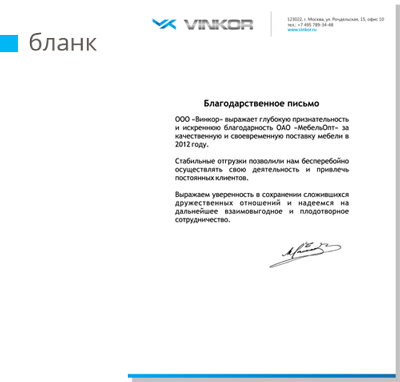 VINKOR
123022, г. Москва, ул. Рочдельская, 15, офис 10
тел.: +7 495 789-34-48
www.vinkor.ru
бланк
Благодарственное письмо
ООО «Винкор» выражает глубокую признательность
и искреннюю благодарность ОАО «МебельОпт» за
качественную и своевременную поставку мебели в
2012 году.
Стабильные отгрузки позволили нам бесперебойно
осуществлять свою деятельность и привлечь
постоянных клиентов.
Выражаем уверенность в сохранении сложившихся
дружественных отношений и надеемся на
дальнейшее взаимовыгодное и плодотворное
сотрудничество.